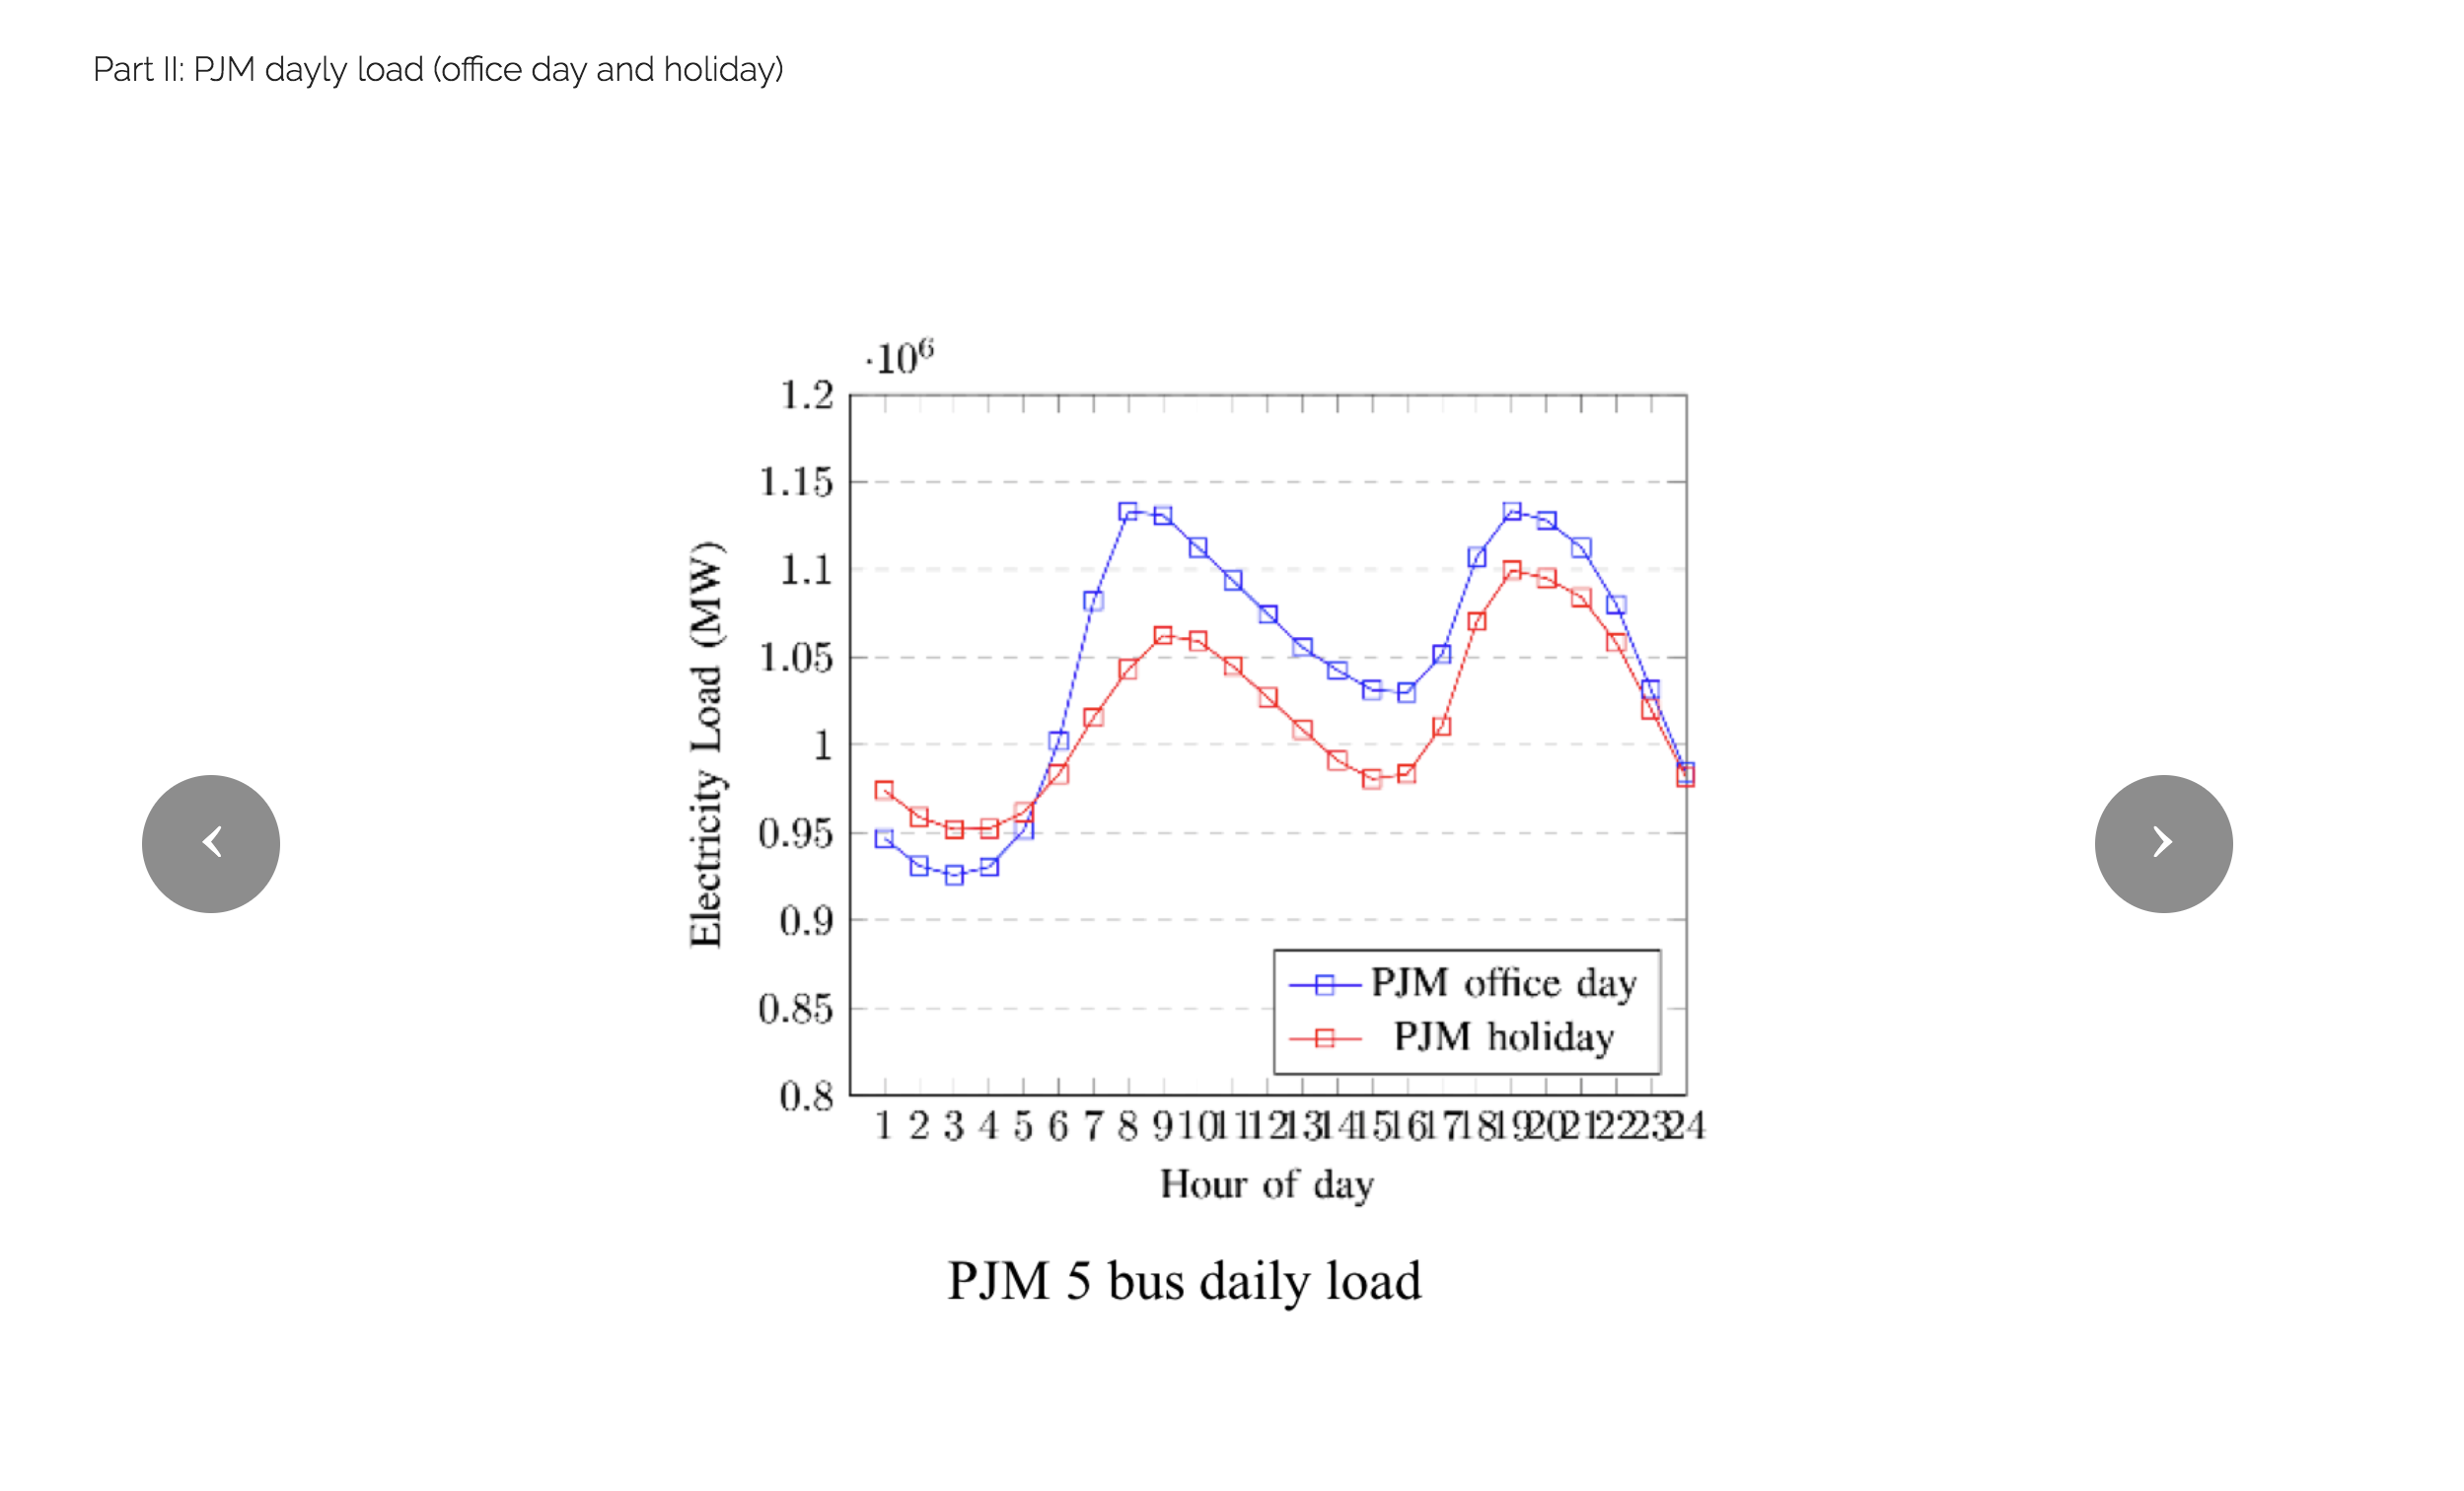 Part II: PJM dayly load (office day and holiday)
·10⁶
1.2
1.15
1.1
1.05
1
0.95
0.9
0.85
0.8
Electricity Load (MW)
PJM office day
PJM holiday
1 2 3 4 5 6 7 8 9 10 11 12 13 14 15 16 17 18 19 20 21 22 23 24
Hour of day
PJM 5 bus daily load